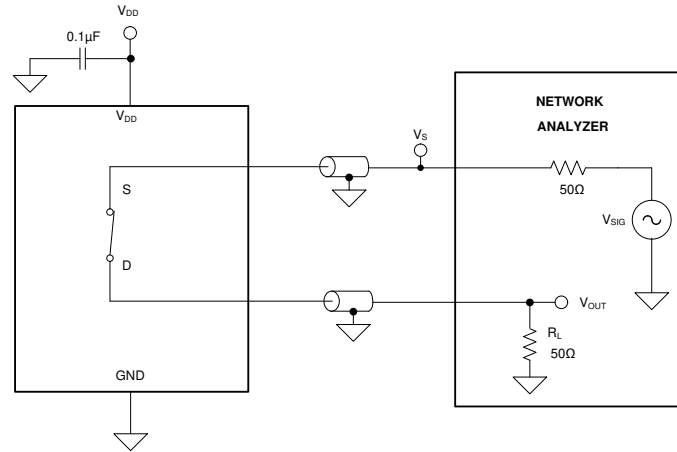 V_DD
0.1µF
V_DD
NETWORK
ANALYZER
V_S
50Ω
S
V_SIG
D
V_OUT
R_L
50Ω
GND